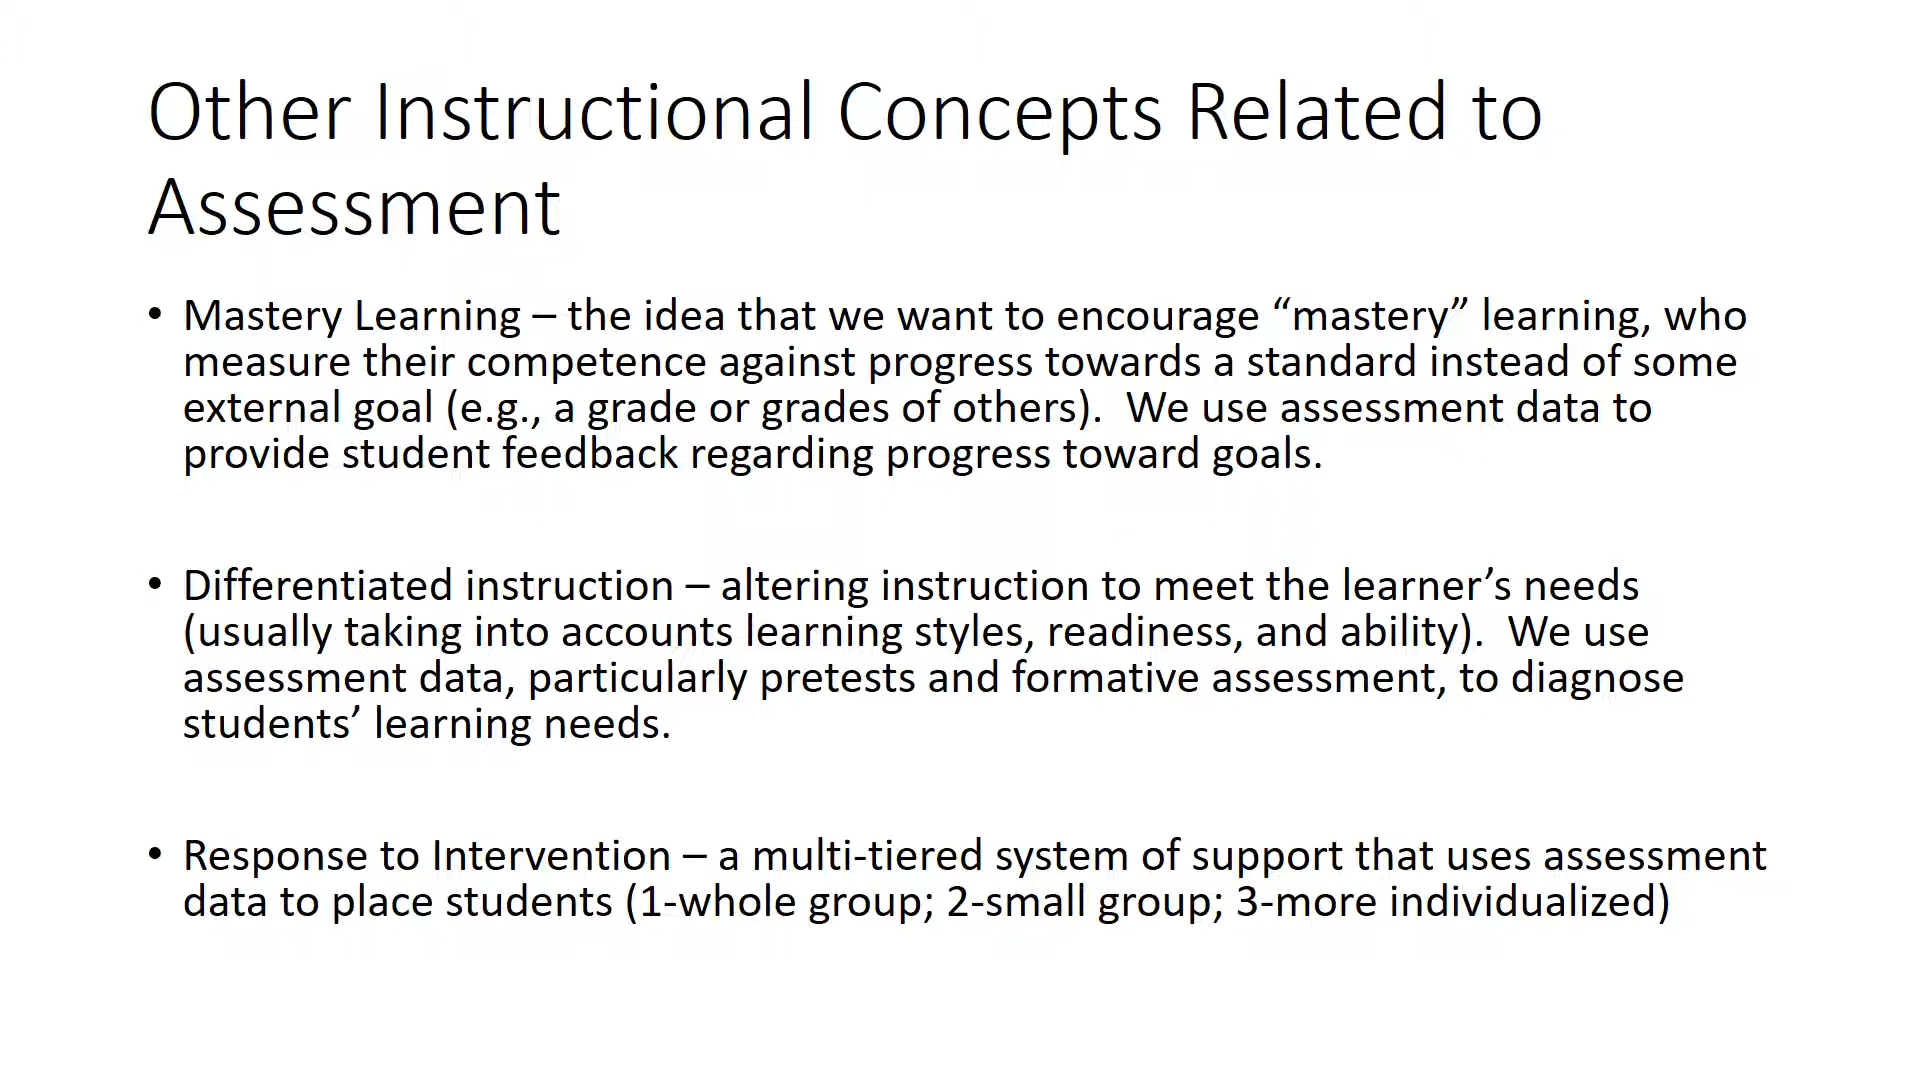 Other Instructional Concepts Related to
Assessment
• Mastery Learning – the idea that we want to encourage “mastery” learning, who
measure their competence against progress towards a standard instead of some
external goal (e.g., a grade or grades of others).  We use assessment data to
provide student feedback regarding progress toward goals.
• Differentiated instruction – altering instruction to meet the learner’s needs
(usually taking into accounts learning styles, readiness, and ability).  We use
assessment data, particularly pretests and formative assessment, to diagnose
students’ learning needs.
• Response to Intervention – a multi-tiered system of support that uses assessment
data to place students (1-whole group; 2-small group; 3-more individualized)